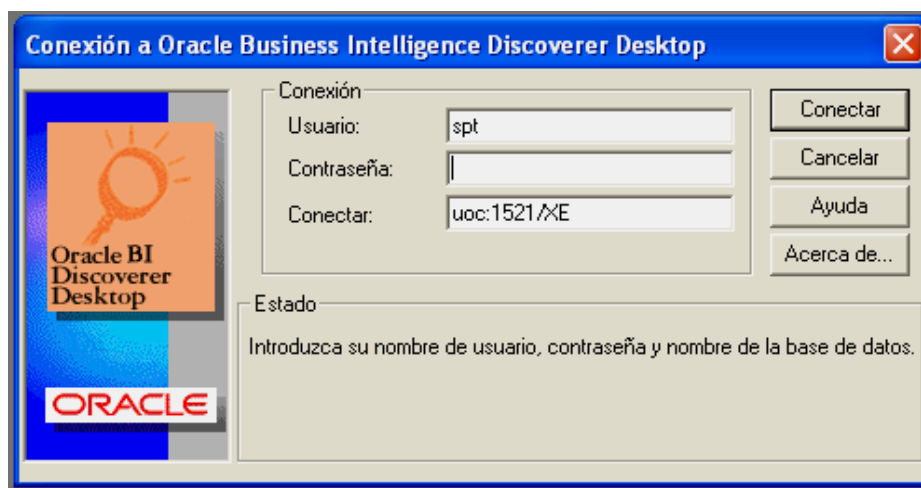 Conexión a Oracle Business Intelligence Discoverer Desktop
Conexión
Usuario:
spt
Contraseña:
Conectar:
uoc:1521/XE
Conectar
Cancelar
Ayuda
Acerca de...
Oracle BI
Discoverer
Desktop
ORACLE
Estado
Introduzca su nombre de usuario, contraseña y nombre de la base de datos.